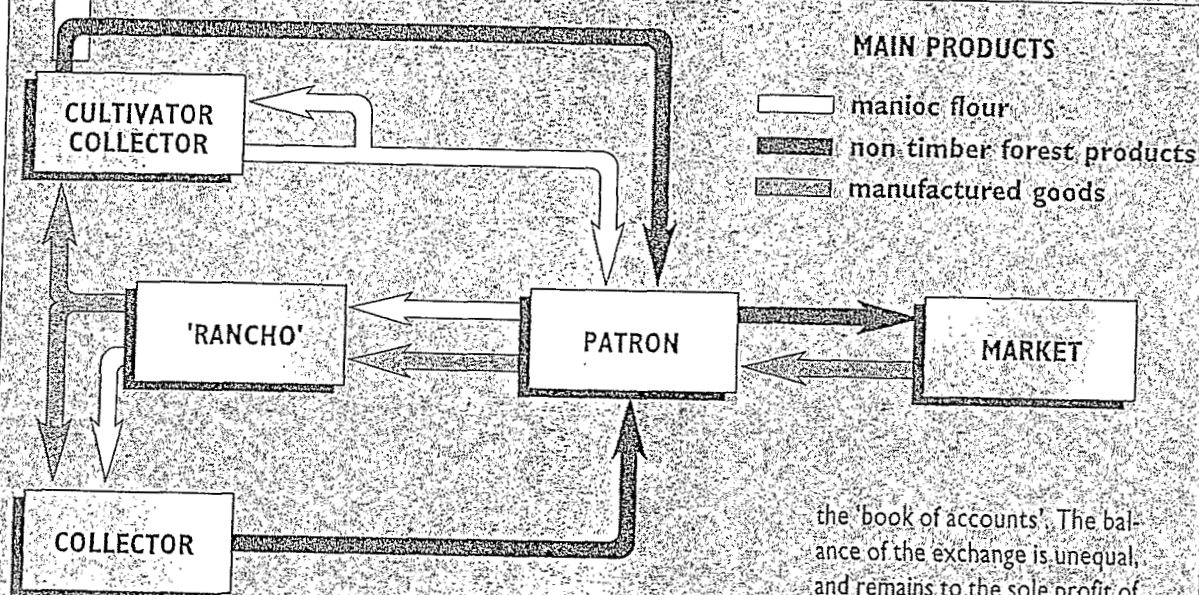 MAIN PRODUCTS
manioc flour
non timber forest products
manufactured goods
CULTIVATOR
COLLECTOR
'RANCHO'
PATRON
MARKET
COLLECTOR
the 'book of accounts'. The bal-
ance of the exchange is unequal,
and remains to the sole profit of